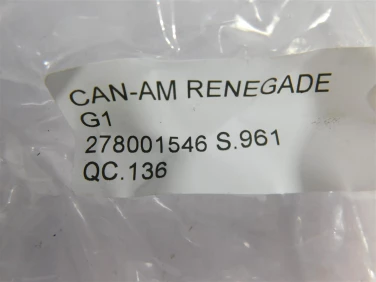 CAN-AM RENEGADE
G1
278001546 S.961
QC.136